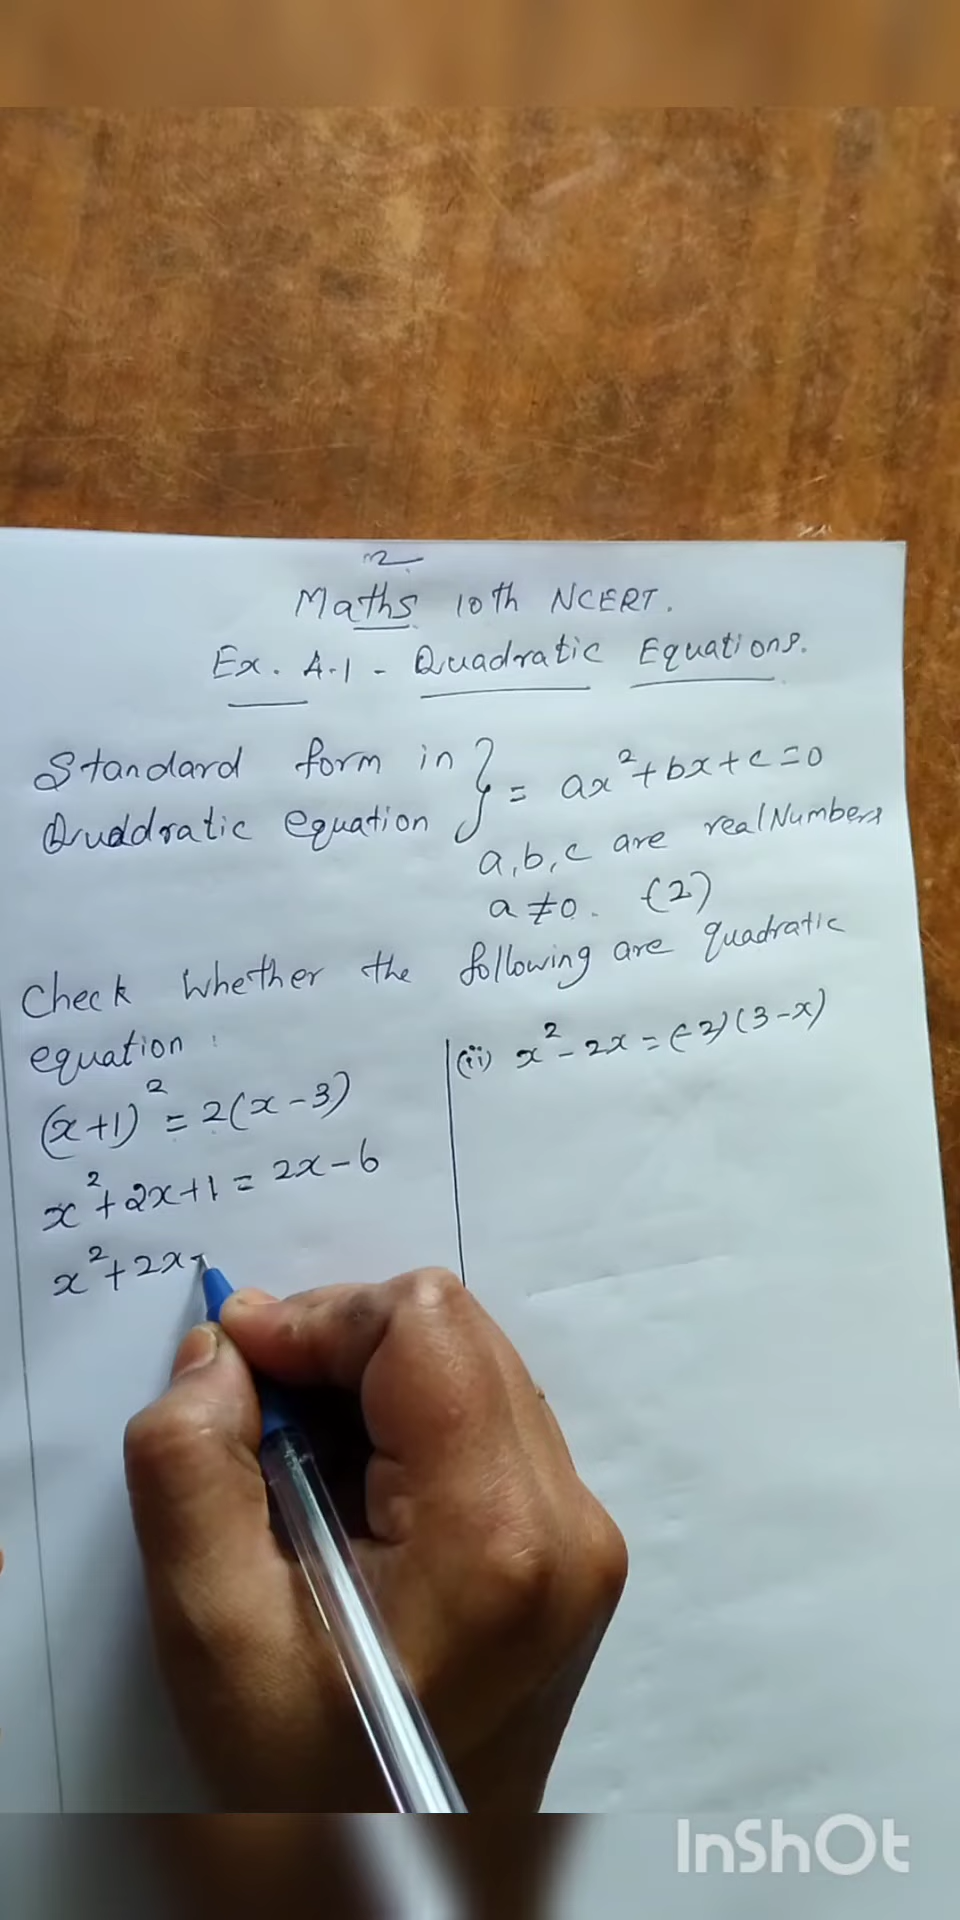 Maths 10th NCERT.
Ex. 4.1 - Quadratic Equations.
Standard form in } = ax²+bx+c=0
Quddratic equation
a, b, c are real Numbers
a ≠ 0. (2)
Check whether the following are quadratic
equation:
(x+1)² = 2(x-3)
x²+2x+1 = 2x-6
x²+2x
(ii) x²-2x = (-2)(3-x)
InShOt